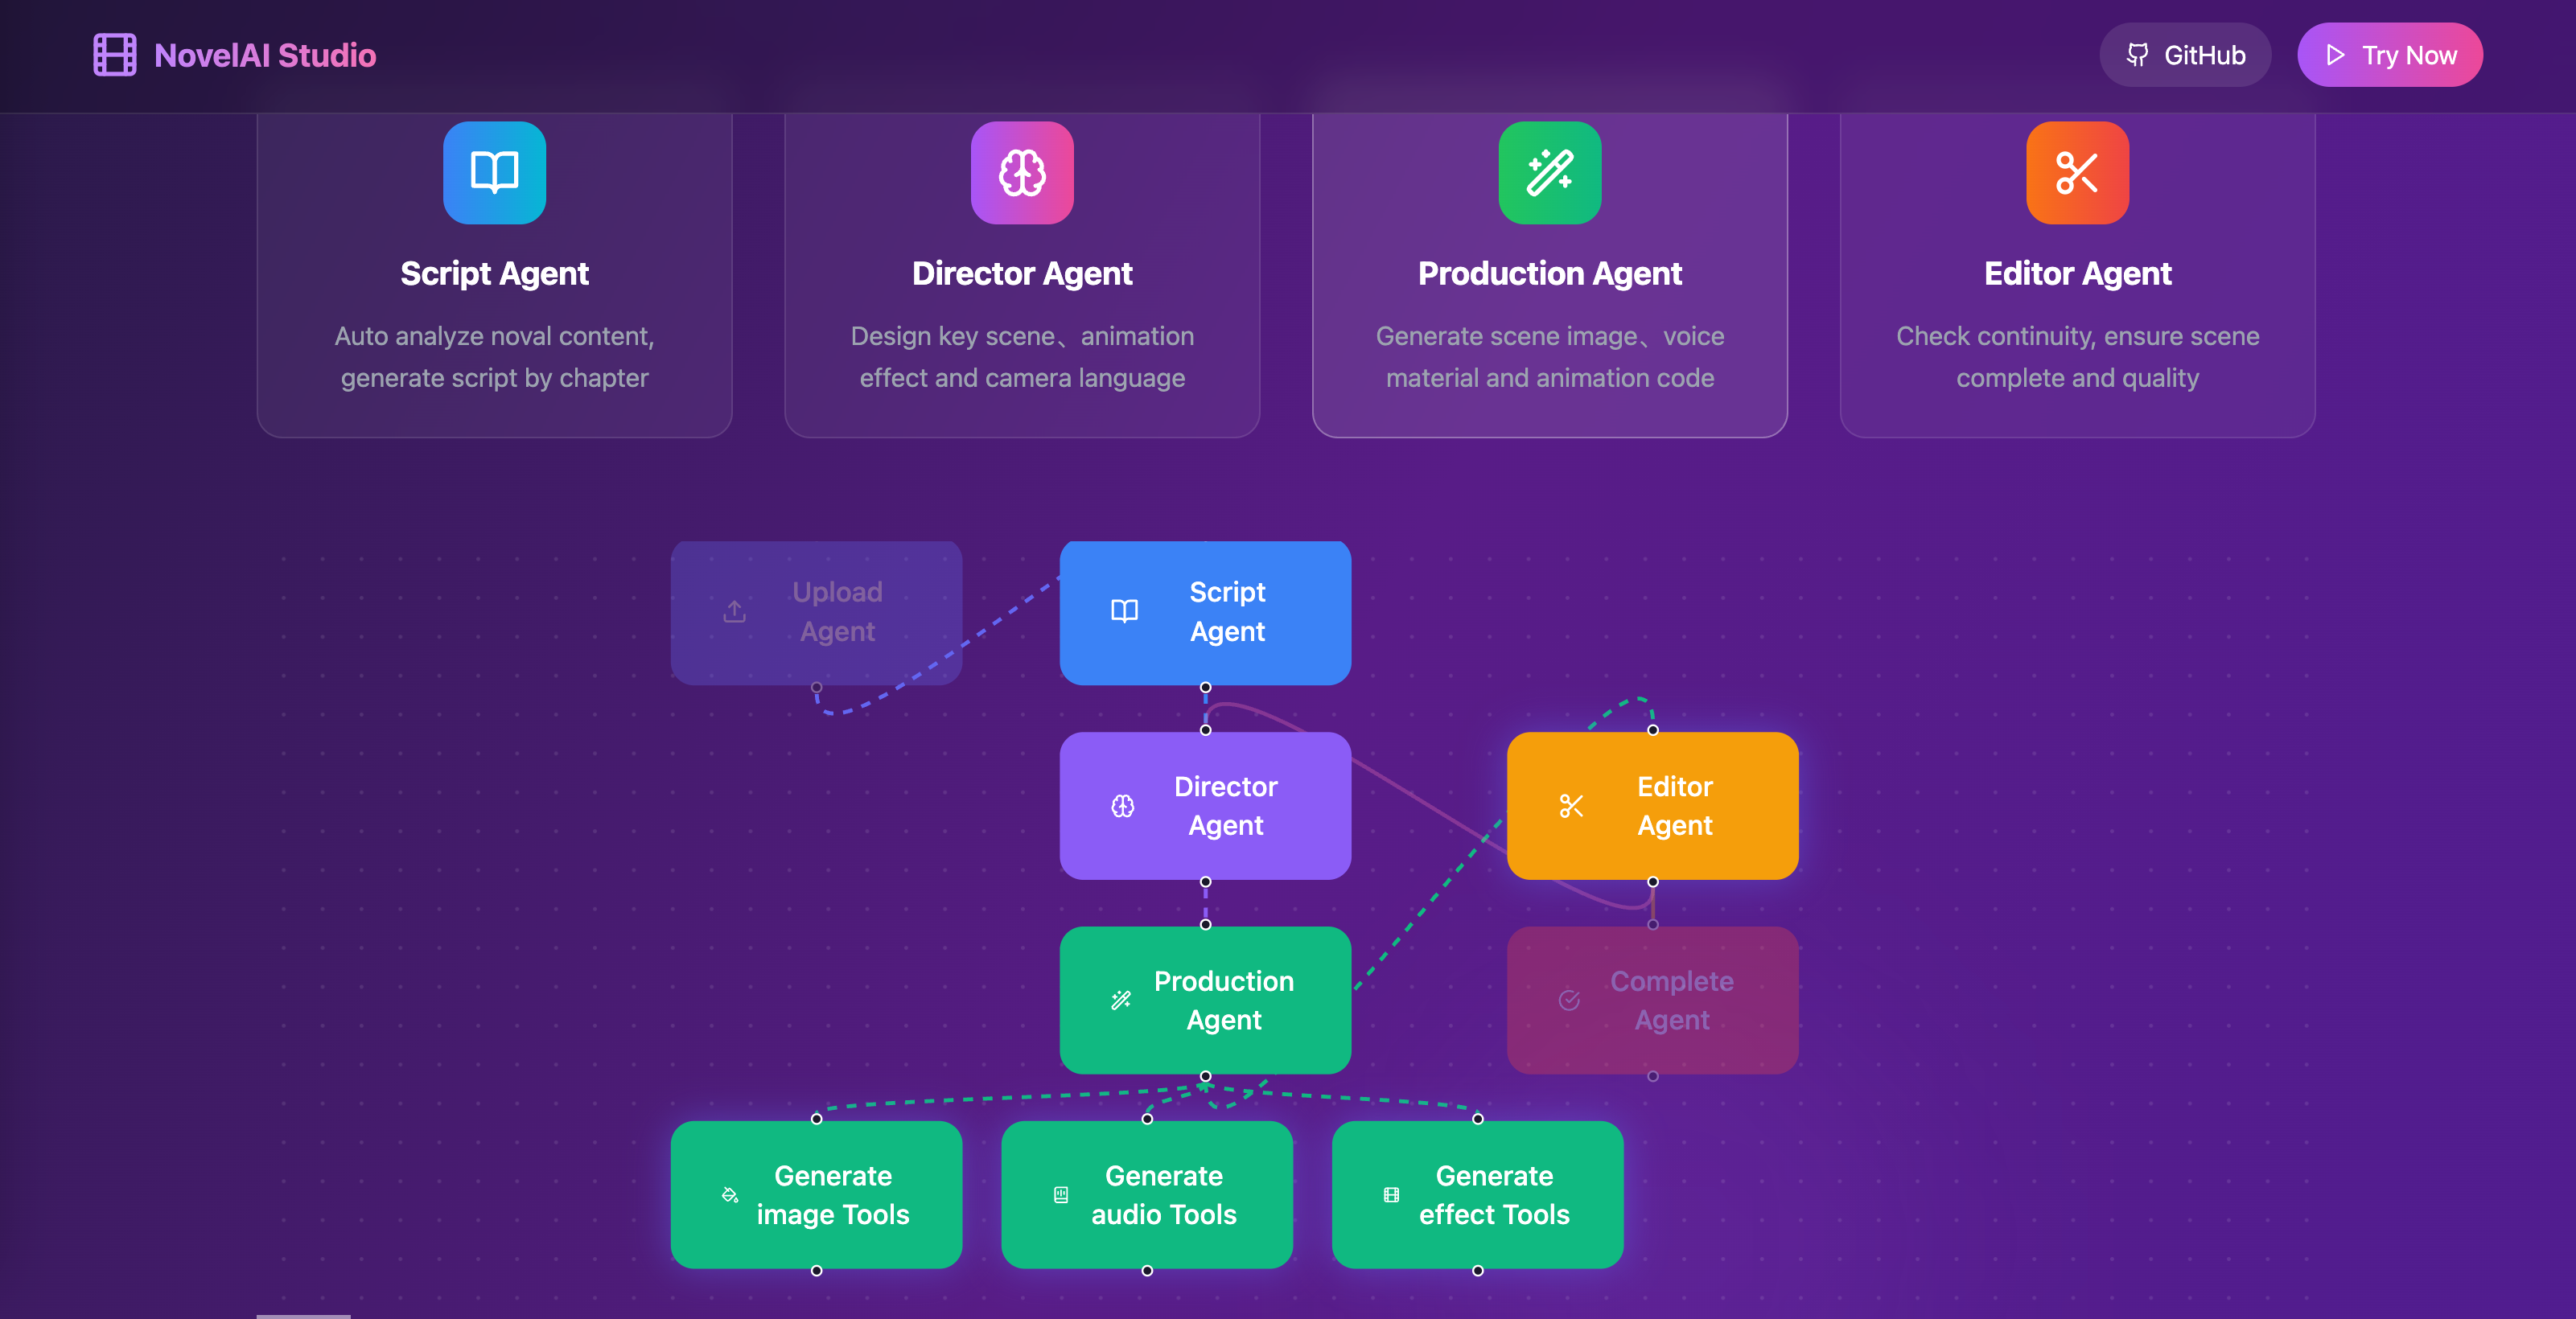 NovelAI Studio
GitHub
Try Now
Script Agent
Auto analyze noval content,
generate script by chapter
Director Agent
Design key scene、animation
effect and camera language
Production Agent
Generate scene image、voice
material and animation code
Editor Agent
Check continuity, ensure scene
complete and quality
Upload
Agent
Script
Agent
Director
Agent
Editor
Agent
Production
Agent
Complete
Agent
Generate
image Tools
Generate
audio Tools
Generate
effect Tools